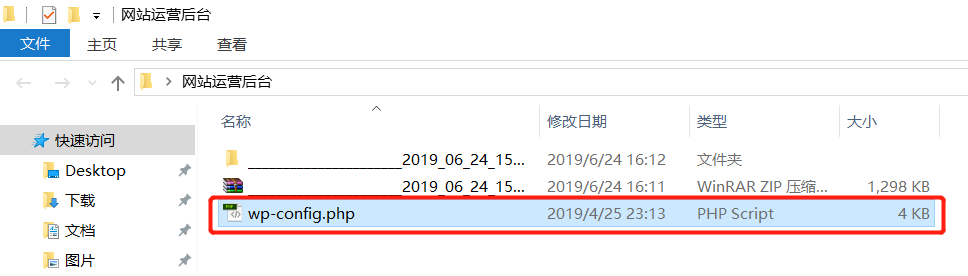 网站运营后台
文件 主页 共享 查看
网站运营后台
名称 修改日期 类型 大小
快速访问
______________________2019_06_24_15... 2019/6/24 16:12 文件夹
Desktop
______________________2019_06_24_15... 2019/6/24 16:11 WinRAR ZIP 压缩... 1,298 KB
下载
wp-config.php 2019/4/25 23:13 PHP Script 4 KB
文档
图片